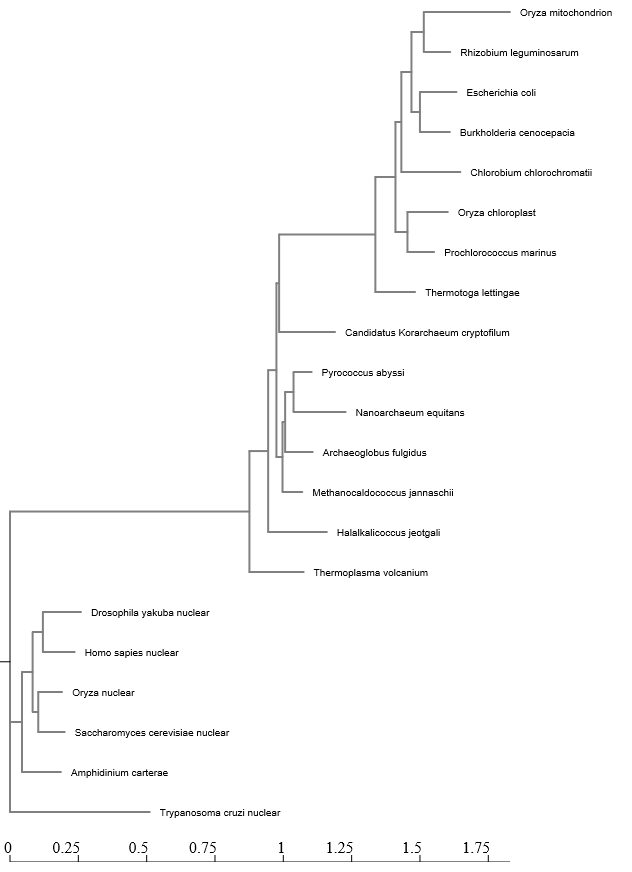 Oryza mitochondrion
Rhizobium leguminosarum
Escherichia coli
Burkholderia cenocepacia
Chlorobium chlorochromatii
Oryza chloroplast
Prochlorococcus marinus
Thermotoga lettingae
Candidatus Korarchaeum cryptofilum
Pyrococcus abyssi
Nanoarchaeum equitans
Archaeoglobus fulgidus
Methanocaldococcus jannaschii
Halalkalicoccus jeotgali
Thermoplasma volcanium
Drosophila yakuba nuclear
Homo sapies nuclear
Oryza nuclear
Saccharomyces cerevisiae nuclear
Amphidinium carterae
Trypanosoma cruzi nuclear
0 0.25 0.5 0.75 1 1.25 1.5 1.75